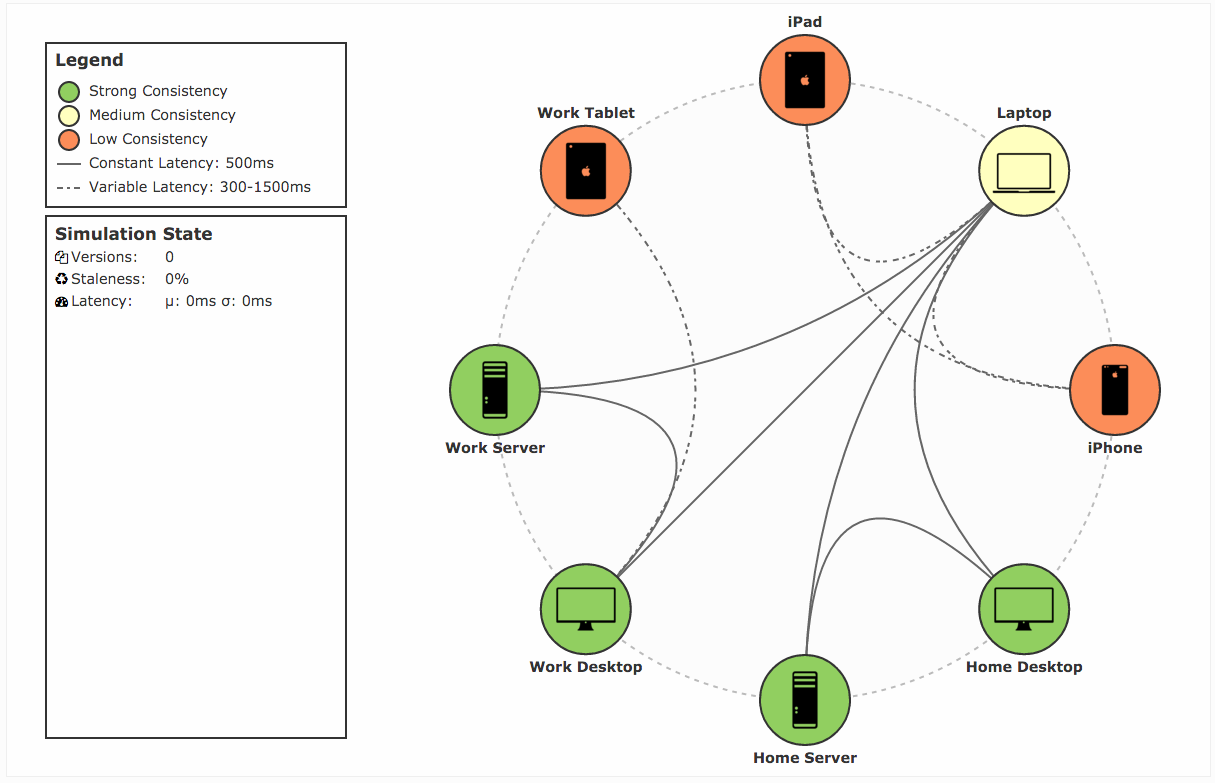 Legend
Strong Consistency
Medium Consistency
Low Consistency
Constant Latency: 500ms
Variable Latency: 300-1500ms
Simulation State
Versions: 0
Staleness: 0%
Latency: μ: 0ms σ: 0ms
iPad
Work Tablet
Laptop
Work Server
iPhone
Work Desktop
Home Desktop
Home Server